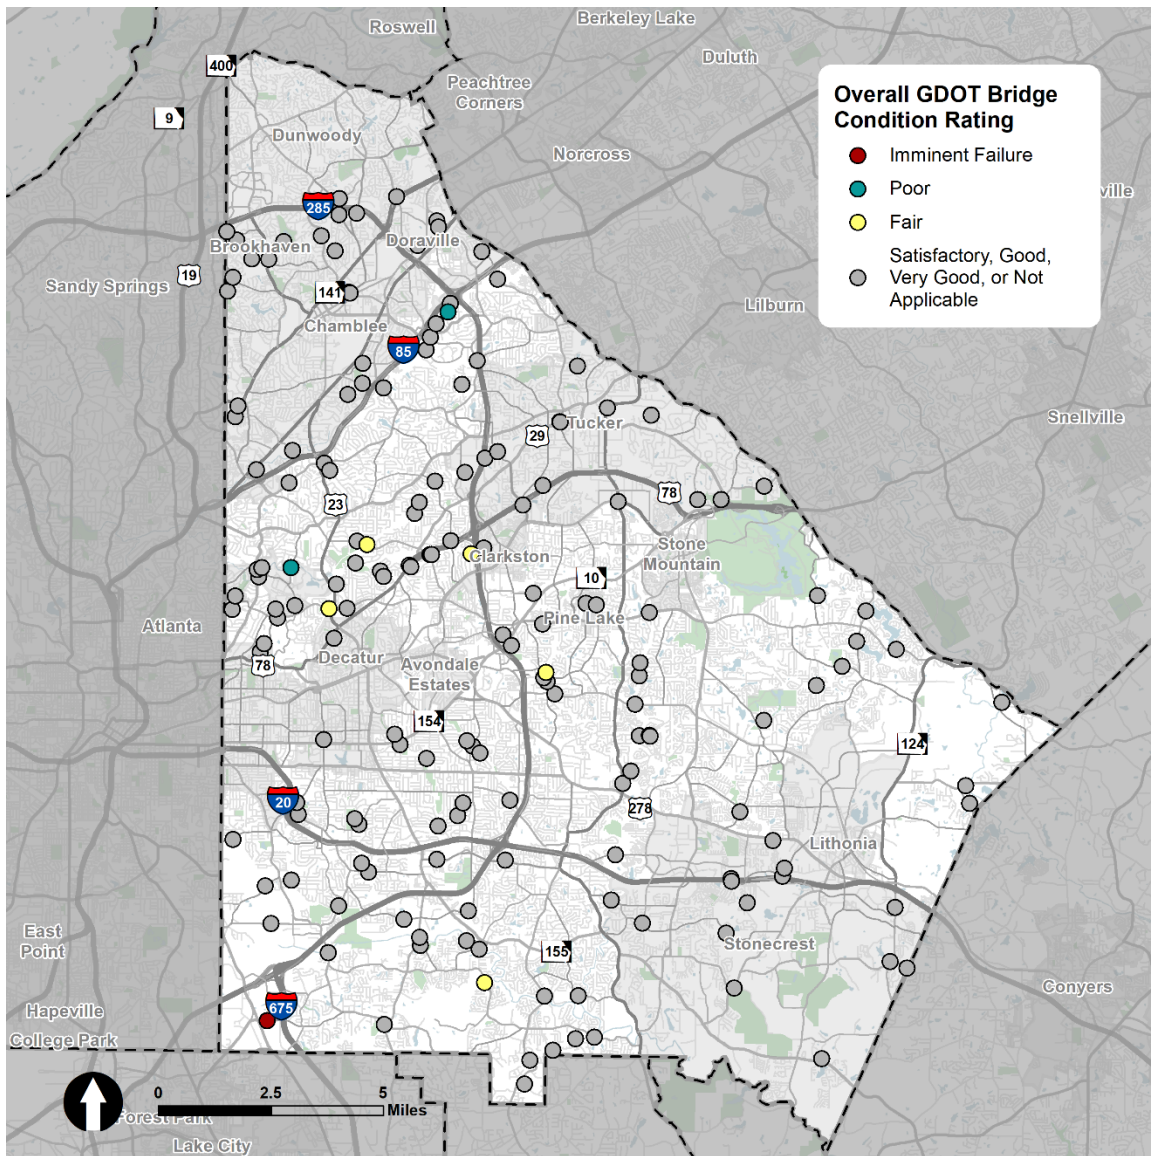 Roswell
Berkeley Lake
Duluth
400
Peachtree
Corners
9
Dunwoody
Norcross
Overall GDOT Bridge
Condition Rating
Imminent Failure
Poor
Fair
Satisfactory, Good,
Very Good, or Not
Applicable
ville
285
Brookhaven
Doraville
19
Sandy Springs
141
Lilburn
Chamblee
85
Snellville
29
Tucker
78
23
Clarkston
Stone
Mountain
10
Pine Lake
Atlanta
78
Decatur
Avondale
Estates
154
124
20
278
Lithonia
East
Point
155
Stonecrest
675
Hapeville
Conyers
College Park
0
2.5
5
Miles
Forest Park
Lake City